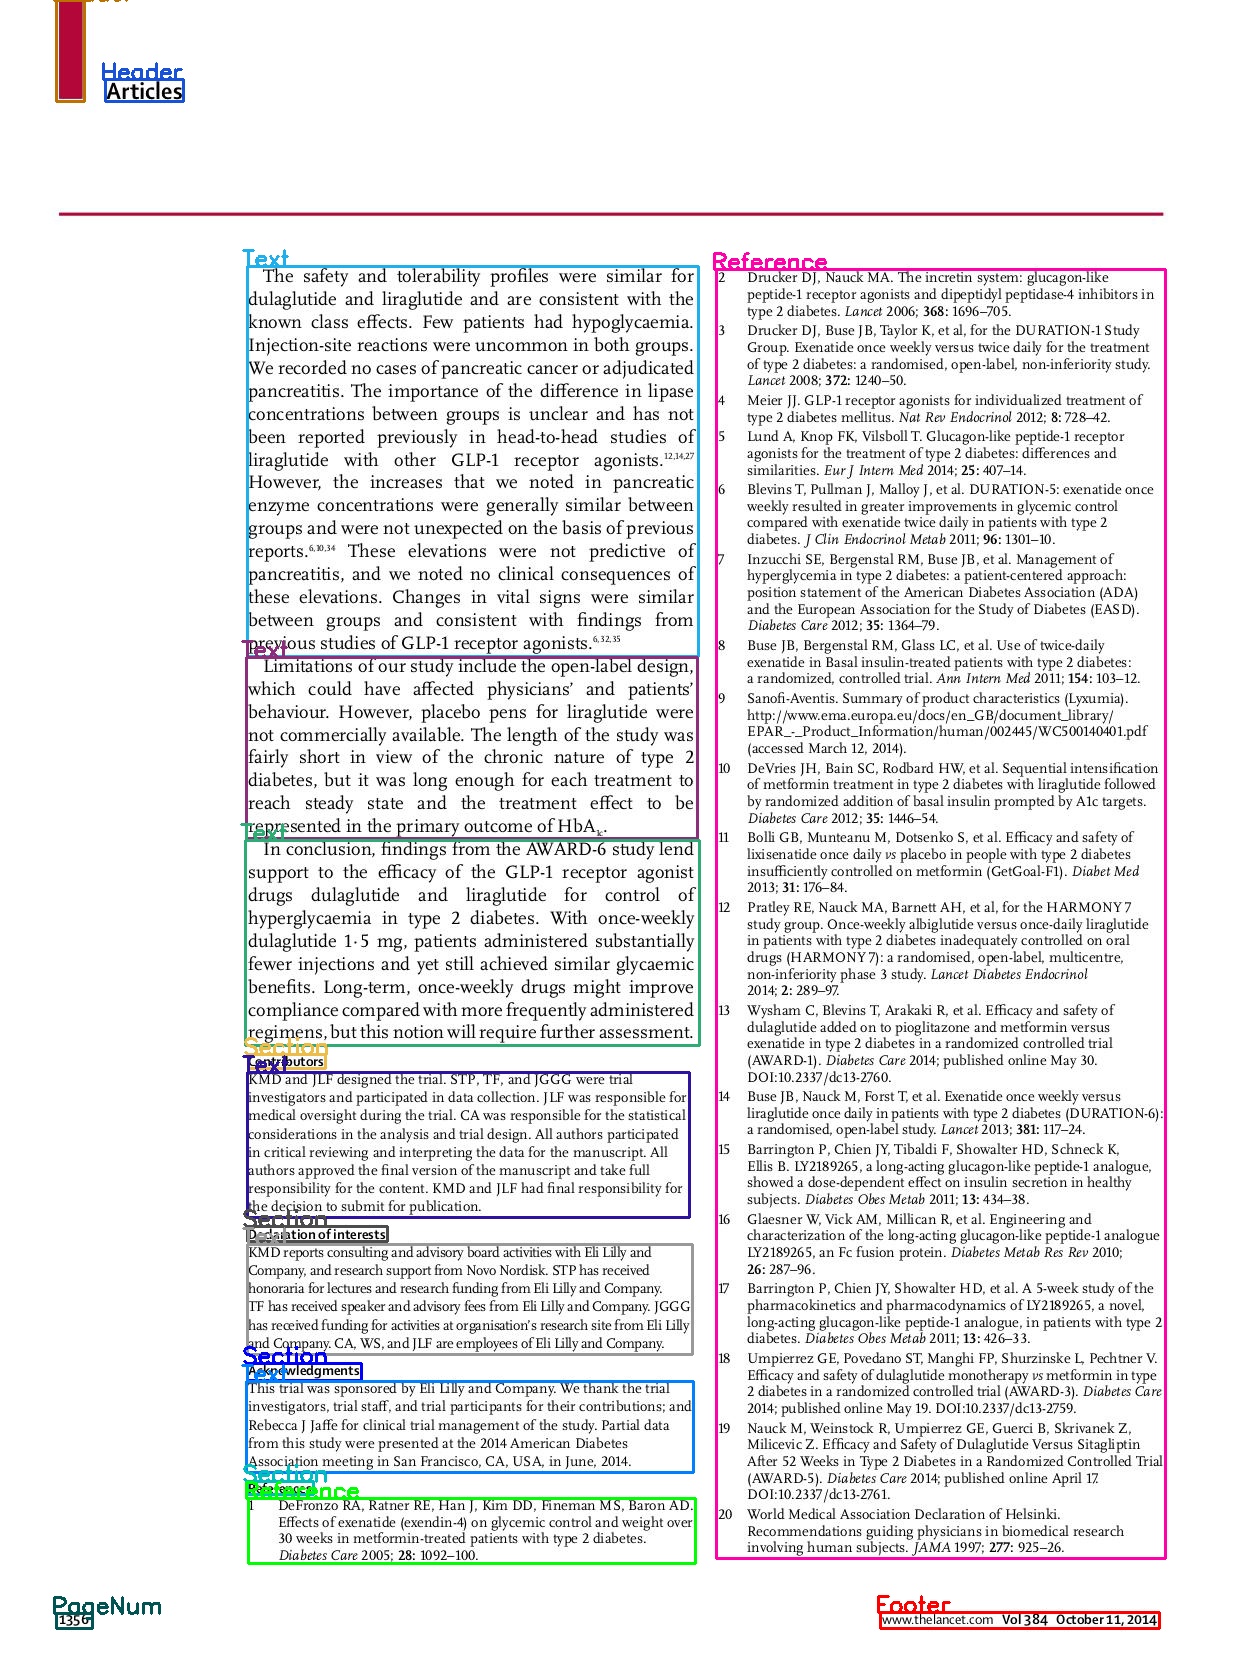 Header
Articles
Text
The safety and tolerability profiles were similar for
dulaglutide and liraglutide and are consistent with the
known class effects. Few patients had hypoglycaemia.
Injection-site reactions were uncommon in both groups.
We recorded no cases of pancreatic cancer or adjudicated
pancreatitis. The importance of the difference in lipase
concentrations between groups is unclear and has not
been reported previously in head-to-head studies of
liraglutide with other GLP-1 receptor agonists.12,14,27
However, the increases that we noted in pancreatic
enzyme concentrations were generally similar between
groups and were not unexpected on the basis of previous
reports.6,10,34 These elevations were not predictive of
pancreatitis, and we noted no clinical consequences of
these elevations. Changes in vital signs were similar
between groups and consistent with findings from
previous studies of GLP-1 receptor agonists.6,32,35
Text
Limitations of our study include the open-label design,
which could have affected physicians' and patients'
behaviour. However, placebo pens for liraglutide were
not commercially available. The length of the study was
fairly short in view of the chronic nature of type 2
diabetes, but it was long enough for each treatment to
reach steady state and the treatment effect to be
represented in the primary outcome of HbA1c.
Text
In conclusion, findings from the AWARD-6 study lend
support to the efficacy of the GLP-1 receptor agonist
drugs dulaglutide and liraglutide for control of
hyperglycaemia in type 2 diabetes. With once-weekly
dulaglutide 1·5 mg, patients administered substantially
fewer injections and yet still achieved similar glycaemic
benefits. Long-term, once-weekly drugs might improve
compliance compared with more frequently administered
regimens, but this notion will require further assessment.
Section
Contributors
Text
KMD and JLF designed the trial. STP, TF, and JGGG were trial
investigators and participated in data collection. JLF was responsible for
medical oversight during the trial. CA was responsible for the statistical
considerations in the analysis and trial design. All authors participated
in critical reviewing and interpreting the data for the manuscript. All
authors approved the final version of the manuscript and take full
responsibility for the content. KMD and JLF had final responsibility for
the decision to submit for publication.
Section
Declaration of interests
Text
KMD reports consulting and advisory board activities with Eli Lilly and
Company, and research support from Novo Nordisk. STP has received
honoraria for lectures and research funding from Eli Lilly and Company.
TF has received speaker and advisory fees from Eli Lilly and Company. JGGG
has received funding for activities at organisation's research site from Eli Lilly
and Company. CA, WS, and JLF are employees of Eli Lilly and Company.
Section
Acknowledgments
Text
This trial was sponsored by Eli Lilly and Company. We thank the trial
investigators, trial staff, and trial participants for their contributions; and
Rebecca J Jaffe for clinical trial management of the study. Partial data
from this study were presented at the 2014 American Diabetes
Association meeting in San Francisco, CA, USA, in June, 2014.
Section
Reference
1 DeFronzo RA, Ratner RE, Han J, Kim DD, Fineman MS, Baron AD.
Effects of exenatide (exendin-4) on glycemic control and weight over
30 weeks in metformin-treated patients with type 2 diabetes.
Diabetes Care 2005; 28: 1092–100.
Reference
2 Drucker DJ, Nauck MA. The incretin system: glucagon-like
peptide-1 receptor agonists and dipeptidyl peptidase-4 inhibitors in
type 2 diabetes. Lancet 2006; 368: 1696–705.
3 Drucker DJ, Buse JB, Taylor K, et al, for the DURATION-1 Study
Group. Exenatide once weekly versus twice daily for the treatment
of type 2 diabetes: a randomised, open-label, non-inferiority study.
Lancet 2008; 372: 1240–50.
4 Meier JJ. GLP-1 receptor agonists for individualized treatment of
type 2 diabetes mellitus. Nat Rev Endocrinol 2012; 8: 728–42.
5 Lund A, Knop FK, Vilsboll T. Glucagon-like peptide-1 receptor
agonists for the treatment of type 2 diabetes: differences and
similarities. Eur J Intern Med 2014; 25: 407–14.
6 Blevins T, Pullman J, Malloy J, et al. DURATION-5: exenatide once
weekly resulted in greater improvements in glycemic control
compared with exenatide twice daily in patients with type 2
diabetes. J Clin Endocrinol Metab 2011; 96: 1301–10.
7 Inzucchi SE, Bergenstal RM, Buse JB, et al. Management of
hyperglycemia in type 2 diabetes: a patient-centered approach:
position statement of the American Diabetes Association (ADA)
and the European Association for the Study of Diabetes (EASD).
Diabetes Care 2012; 35: 1364–79.
8 Buse JB, Bergenstal RM, Glass LC, et al. Use of twice-daily
exenatide in Basal insulin-treated patients with type 2 diabetes:
a randomized, controlled trial. Ann Intern Med 2011; 154: 103–12.
9 Sanofi-Aventis. Summary of product characteristics (Lyxumia).
http://www.ema.europa.eu/docs/en_GB/document_library/
EPAR_-_Product_Information/human/002445/WC500140401.pdf
(accessed March 12, 2014).
10 DeVries JH, Bain SC, Rodbard HW, et al. Sequential intensification
of metformin treatment in type 2 diabetes with liraglutide followed
by randomized addition of basal insulin prompted by A1c targets.
Diabetes Care 2012; 35: 1446–54.
11 Bolli GB, Munteanu M, Dotsenko S, et al. Efficacy and safety of
lixisenatide once daily vs placebo in people with type 2 diabetes
insufficiently controlled on metformin (GetGoal-F1). Diabet Med
2013; 31: 176–84.
12 Pratley RE, Nauck MA, Barnett AH, et al, for the HARMONY 7
study group. Once-weekly albiglutide versus once-daily liraglutide
in patients with type 2 diabetes inadequately controlled on oral
drugs (HARMONY 7): a randomised, open-label, multicentre,
non-inferiority phase 3 study. Lancet Diabetes Endocrinol
2014; 2: 289–97.
13 Wysham C, Blevins T, Arakaki R, et al. Efficacy and safety of
dulaglutide added on to pioglitazone and metformin versus
exenatide in type 2 diabetes in a randomized controlled trial
(AWARD-1). Diabetes Care 2014; published online May 30.
DOI:10.2337/dc13-2760.
14 Buse JB, Nauck M, Forst T, et al. Exenatide once weekly versus
liraglutide once daily in patients with type 2 diabetes (DURATION-6):
a randomised, open-label study. Lancet 2013; 381: 117–24.
15 Barrington P, Chien JY, Tibaldi F, Showalter HD, Schneck K,
Ellis B. LY2189265, a long-acting glucagon-like peptide-1 analogue,
showed a dose-dependent effect on insulin secretion in healthy
subjects. Diabetes Obes Metab 2011; 13: 434–38.
16 Glaesner W, Vick AM, Millican R, et al. Engineering and
characterization of the long-acting glucagon-like peptide-1 analogue
LY2189265, an Fc fusion protein. Diabetes Metab Res Rev 2010;
26: 287–96.
17 Barrington P, Chien JY, Showalter HD, et al. A 5-week study of the
pharmacokinetics and pharmacodynamics of LY2189265, a novel,
long-acting glucagon-like peptide-1 analogue, in patients with type 2
diabetes. Diabetes Obes Metab 2011; 13: 426–33.
18 Umpierrez GE, Povedano ST, Manghi FP, Shurzinske L, Pechtner V.
Efficacy and safety of dulaglutide monotherapy vs metformin in type
2 diabetes in a randomized controlled trial (AWARD-3). Diabetes Care
2014; published online May 19. DOI:10.2337/dc13-2759.
19 Nauck M, Weinstock R, Umpierrez GE, Guerci B, Skrivanek Z,
Milicevic Z. Efficacy and Safety of Dulaglutide Versus Sitagliptin
After 52 Weeks in Type 2 Diabetes in a Randomized Controlled Trial
(AWARD-5). Diabetes Care 2014; published online April 17.
DOI:10.2337/dc13-2761.
20 World Medical Association Declaration of Helsinki.
Recommendations guiding physicians in biomedical research
involving human subjects. JAMA 1997; 277: 925–26.
PageNum
1356
Footer
www.thelancet.com Vol 384 October 11, 2014